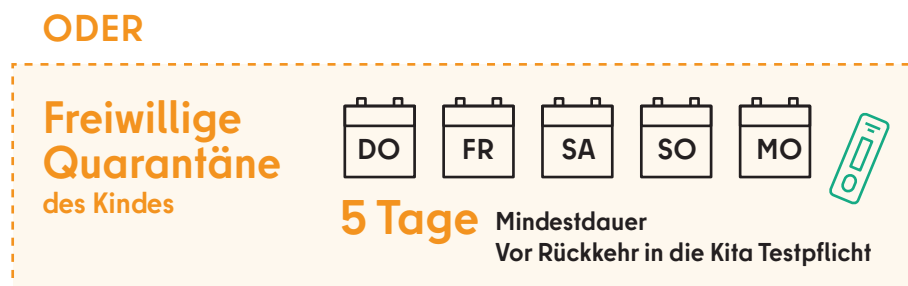 ODER
Freiwillige
Quarantäne
des Kindes
DO FR SA SO MO
5 Tage Mindestdauer
Vor Rückkehr in die Kita Testpflicht